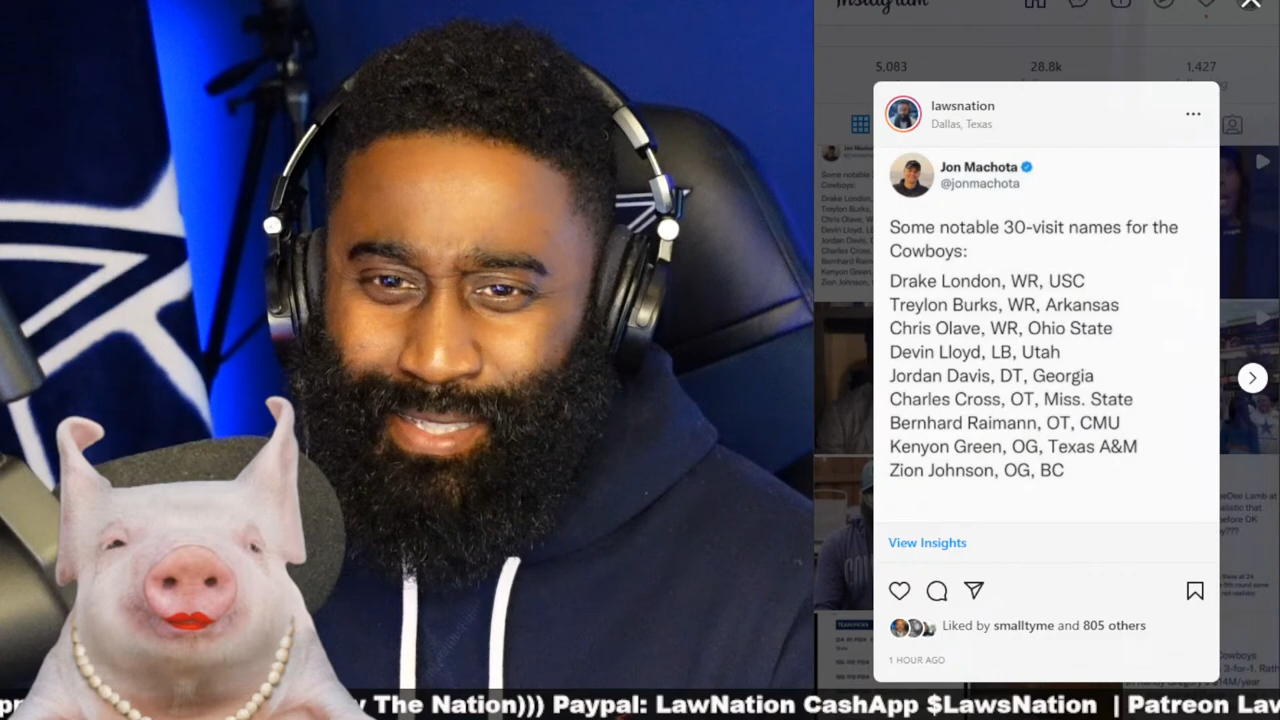 Instagram
5,083
28.8k
1,427
lawsnation
Dallas, Texas
Jon Machota
@jonmachota
Some notable 30-visit names for the
Cowboys:
Drake London, WR, USC
Treylon Burks, WR, Arkansas
Chris Olave, WR, Ohio State
Devin Lloyd, LB, Utah
Jordan Davis, DT, Georgia
Charles Cross, OT, Miss. State
Bernhard Raimann, OT, CMU
Kenyon Green, OG, Texas A&M
Zion Johnson, OG, BC
View Insights
Liked by smalltyme and 805 others
1 HOUR AGO
The Nation))) Paypal: LawNation CashApp $LawsNation | Patreon